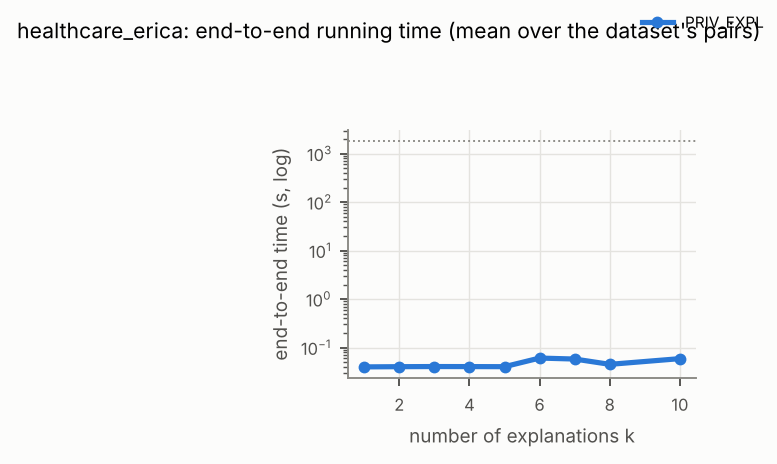 healthcare_erica: end-to-end running time (mean over the dataset's pairs)
PRIV_EXPL
end-to-end time (s, log)
10³
10²
10¹
10⁰
10⁻¹
2 4 6 8 10
number of explanations k